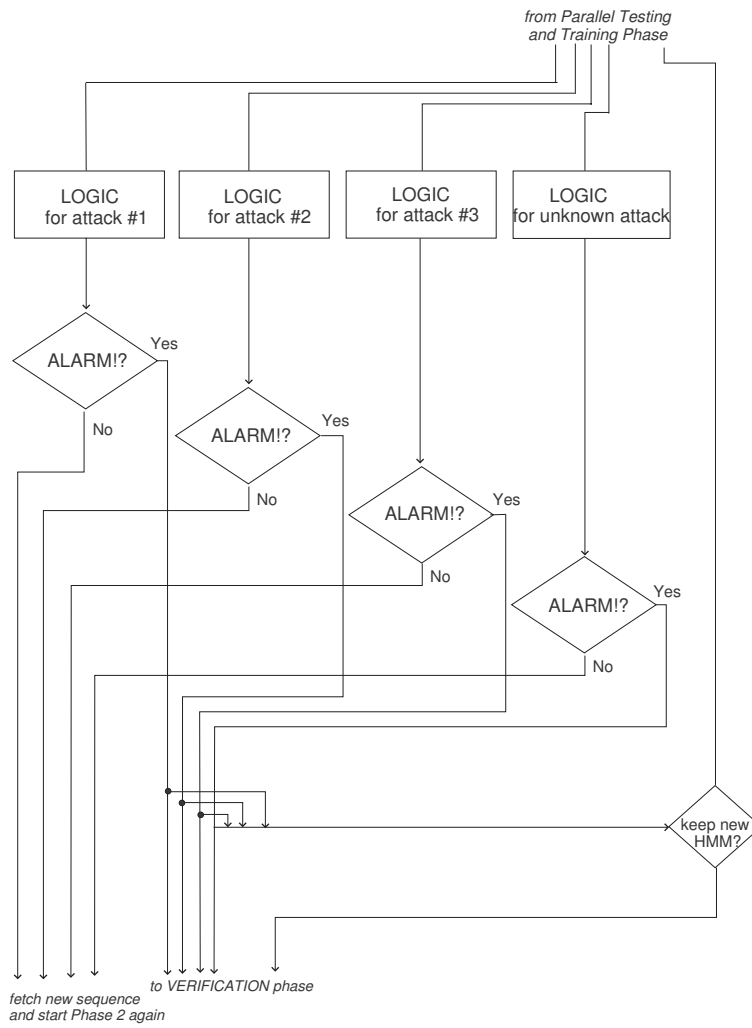 from Parallel Testing
and Training Phase
LOGIC
for attack #1
LOGIC
for attack #2
LOGIC
for attack #3
LOGIC
for unknown attack
ALARM!?
Yes
No
ALARM!?
Yes
No
ALARM!?
Yes
No
ALARM!?
Yes
No
keep new
HMM?
to VERIFICATION phase
fetch new sequence
and start Phase 2 again